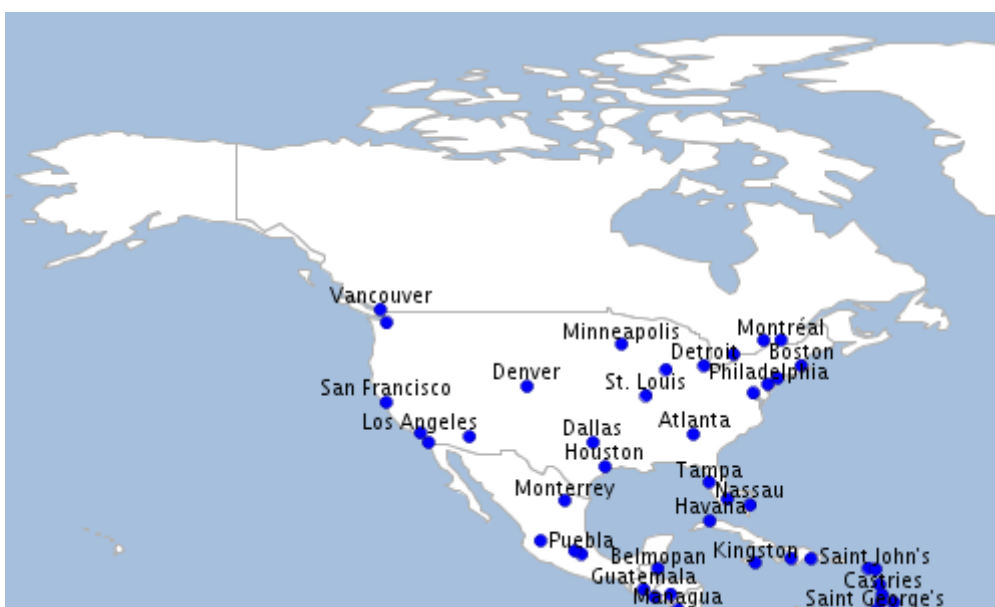 Vancouver
Minneapolis
Montréal
Detroit
Boston
Denver
St. Louis
Philadelphia
San Francisco
Los Angeles
Dallas
Atlanta
Houston
Tampa
Monterrey
Nassau
Havana
Puebla
Belmopan
Kingston
Saint John's
Guatemala
Castries
Managua
Saint George's